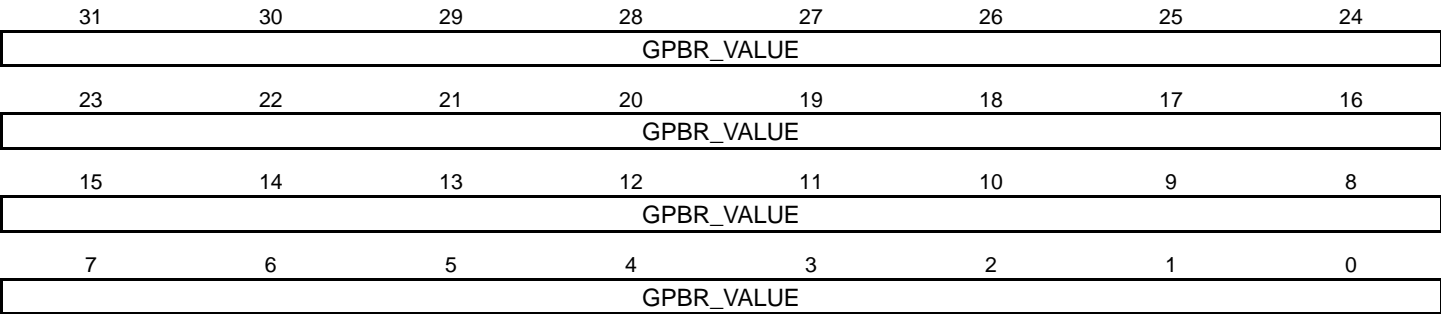 31 30 29 28 27 26 25 24
GPBR_VALUE
23 22 21 20 19 18 17 16
GPBR_VALUE
15 14 13 12 11 10 9 8
GPBR_VALUE
7 6 5 4 3 2 1 0
GPBR_VALUE